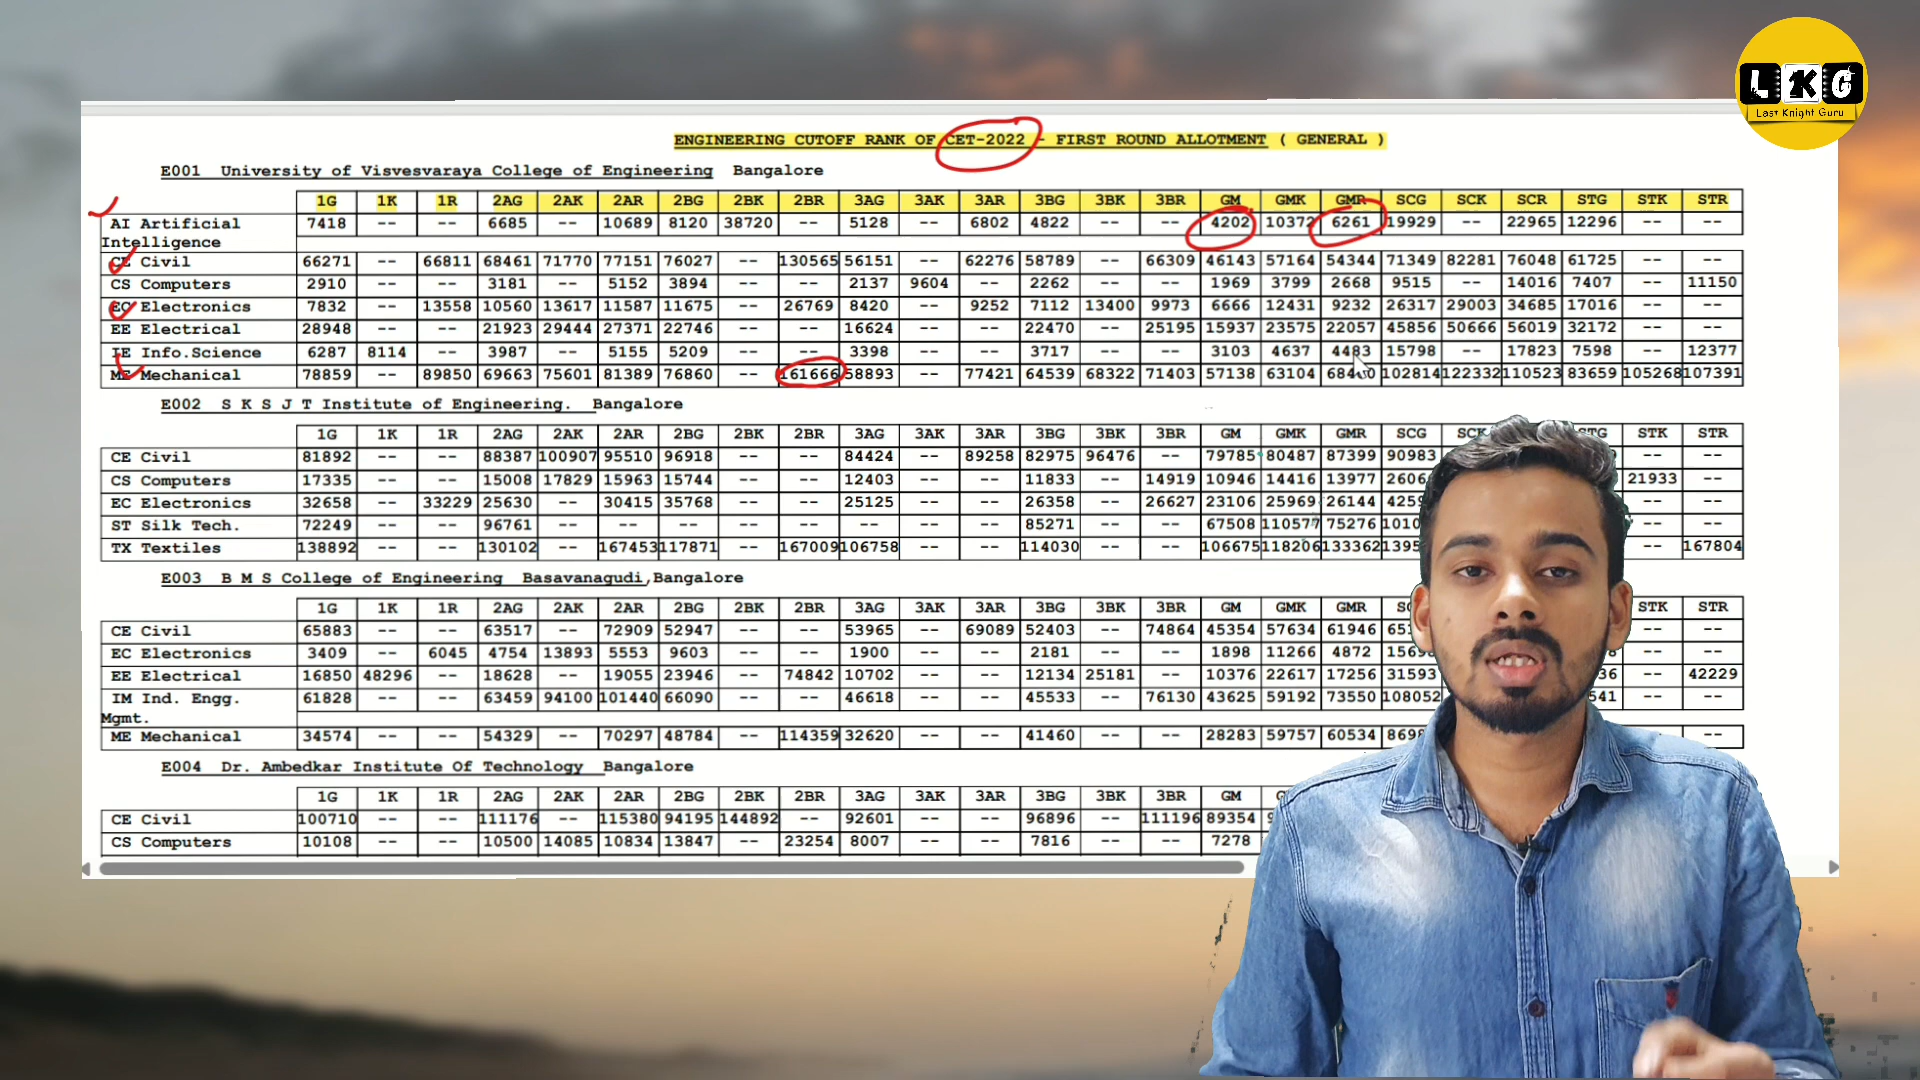 LKG
Last Knight Guru
ENGINEERING CUTOFF RANK OF CET-2022 - FIRST ROUND ALLOTMENT ( GENERAL )
E001 University of Visvesvaraya College of Engineering Bangalore
1G 1K 1R 2AG 2AK 2AR 2BG 2BK 2BR 3AG 3AK 3AR 3BG 3BK 3BR GM GMK GMR SCG SCK SCR STG STK STR
AI Artificial 7418 -- -- 6685 -- 10689 8120 38720 -- 5128 -- 6802 4822 -- -- 4202 10372 6261 19929 -- 22965 12296 -- --
Intelligence
CE Civil 66271 -- 66811 68461 71770 77151 76027 -- 130565 56151 -- 62276 58789 -- 66309 46143 57164 54344 71349 82281 76048 61725 -- --
CS Computers 2910 -- -- 3181 -- 5152 3894 -- -- 2137 9604 -- 2262 -- -- 1969 3799 2668 9515 -- 14016 7407 -- 11150
EC Electronics 7832 -- 13558 10560 13617 11587 11675 -- 26769 8420 -- 9252 7112 13400 9973 6666 12431 9232 26317 29003 34685 17016 -- --
EE Electrical 28948 -- -- 21923 29444 27371 22746 -- -- 16624 -- -- 22470 -- 25195 15937 23575 22057 45856 50666 56019 32172 -- --
IE Info.Science 6287 8114 -- 3987 -- 5155 5209 -- -- 3398 -- -- 3717 -- -- 3103 4637 4483 15798 -- 17823 7598 -- 12377
ME Mechanical 78859 -- 89850 69663 75601 81389 76860 -- 161666 58893 -- 77421 64539 68322 71403 57138 63104 102814 122332 110523 83659 105268 107391
E002 S K S J T Institute of Engineering. Bangalore
1G 1K 1R 2AG 2AK 2AR 2BG 2BK 2BR 3AG 3AK 3AR 3BG 3BK 3BR GM GMK GMR SCG SCK STG STK STR
CE Civil 81892 -- -- 88387 100907 95510 96918 -- -- 84424 -- 89258 82975 96476 -- 79785 80487 87399 90983 -- --
CS Computers 17335 -- -- 15008 17829 15963 15744 -- -- 12403 -- -- 11833 -- 14919 10946 14416 13977 21933 --
EC Electronics 32658 -- 33229 25630 -- 30415 35768 -- -- 25125 -- -- 26358 -- 26627 23106 25969 26144 -- --
ST Silk Tech. 72249 -- -- 96761 -- -- -- -- -- -- -- -- 85271 -- -- 67508 110577 75276 -- --
TX Textiles 138892 -- -- 130102 -- 167453 117871 -- 167009 106758 -- -- 114030 -- -- 106675 118206 133362 -- 167804
E003 B M S College of Engineering Basavanagudi,Bangalore
1G 1K 1R 2AG 2AK 2AR 2BG 2BK 2BR 3AG 3AK 3AR 3BG 3BK 3BR GM GMK GMR STK STR
CE Civil 65883 -- -- 63517 -- 72909 52947 -- -- 53965 -- 69089 52403 -- 74864 45354 57634 61946 -- --
EC Electronics 3409 -- 6045 4754 13893 5553 9603 -- -- 1900 -- -- 2181 -- -- 1898 11266 4872 -- --
EE Electrical 16850 48296 -- 18628 -- 19055 23946 -- 74842 10702 -- -- 12134 25181 -- 10376 22617 17256 31593 -- 42229
IM Ind. Engg. 61828 -- -- 63459 94100 101440 66090 -- -- 46618 -- -- 45533 -- 76130 43625 59192 73550 108052 -- --
Mgmt.
ME Mechanical 34574 -- -- 54329 -- 70297 48784 -- 114359 32620 -- -- 41460 -- -- 28283 59757 60534 -- --
E004 Dr. Ambedkar Institute Of Technology Bangalore
1G 1K 1R 2AG 2AK 2AR 2BG 2BK 2BR 3AG 3AK 3AR 3BG 3BK 3BR GM
CE Civil 100710 -- -- 111176 -- 115380 94195 144892 -- 92601 -- -- 96896 -- 111196 89354
CS Computers 10108 -- -- 10500 14085 10834 13847 -- 23254 8007 -- -- 7816 -- -- 7278